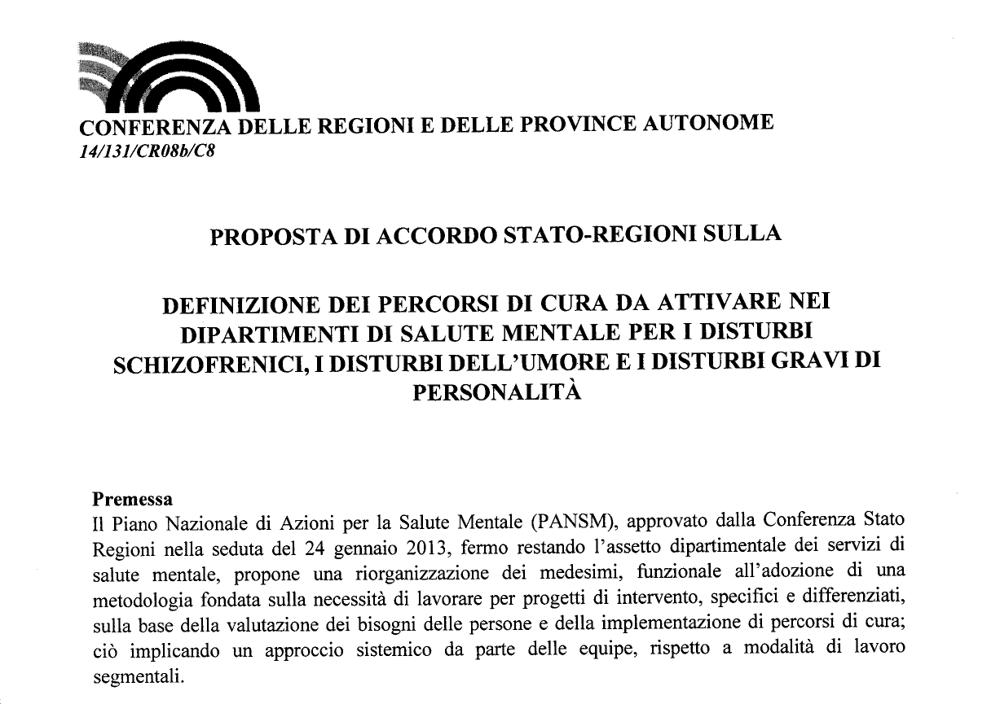 CONFERENZA DELLE REGIONI E DELLE PROVINCE AUTONOME
14/131/CR08b/C8
PROPOSTA DI ACCORDO STATO-REGIONI SULLA
DEFINIZIONE DEI PERCORSI DI CURA DA ATTIVARE NEI
DIPARTIMENTI DI SALUTE MENTALE PER I DISTURBI
SCHIZOFRENICI, I DISTURBI DELL'UMORE E I DISTURBI GRAVI DI
PERSONALITÀ
Premessa
Il Piano Nazionale di Azioni per la Salute Mentale (PANSM), approvato dalla Conferenza Stato
Regioni nella seduta del 24 gennaio 2013, fermo restando l'assetto dipartimentale dei servizi di
salute mentale, propone una riorganizzazione dei medesimi, funzionale all'adozione di una
metodologia fondata sulla necessità di lavorare per progetti di intervento, specifici e differenziati,
sulla base della valutazione dei bisogni delle persone e della implementazione di percorsi di cura;
ciò implicando un approccio sistemico da parte delle equipe, rispetto a modalità di lavoro
segmentali.